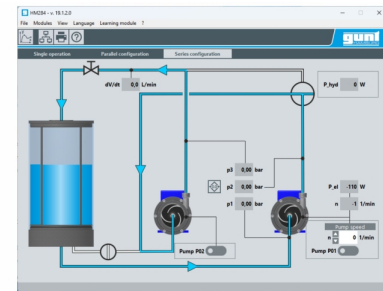 HM284 - v. 19.1.2.0
File Modules View Language Learning module ?
gunt
Single operation Parallel configuration Series configuration
dV/dt 0,0 L/min
P_hyd 0 W
p3 0,00 bar
p2 0,00 bar
p1 0,00 bar
P_el -110 W
n -1 1/min
Pump speed
n 0 1/min
Pump P02
Pump P01